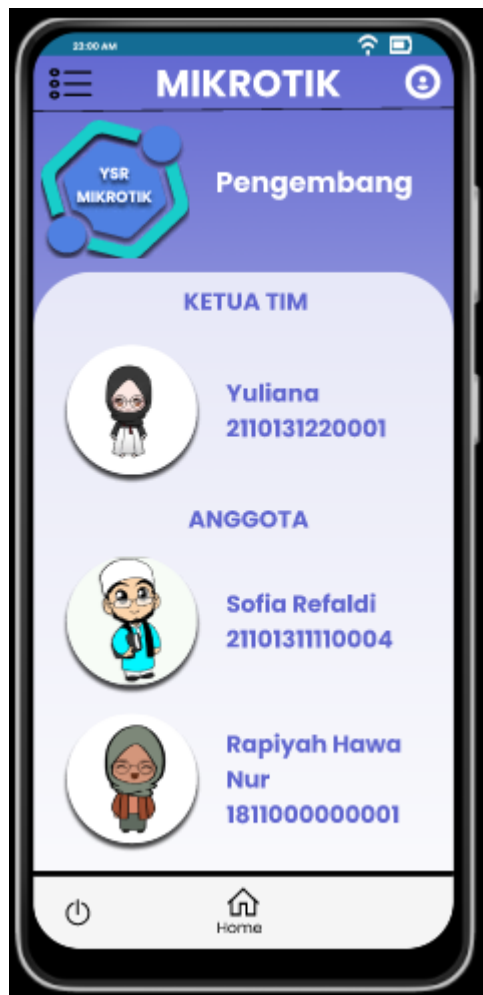 23:00 AM
MIKROTIK
YSR
MIKROTIK
Pengembang
KETUA TIM
Yuliana
2110131220001
ANGGOTA
Sofia Refaldi
21101311110004
Rapiyah Hawa
Nur
1811000000001
Home